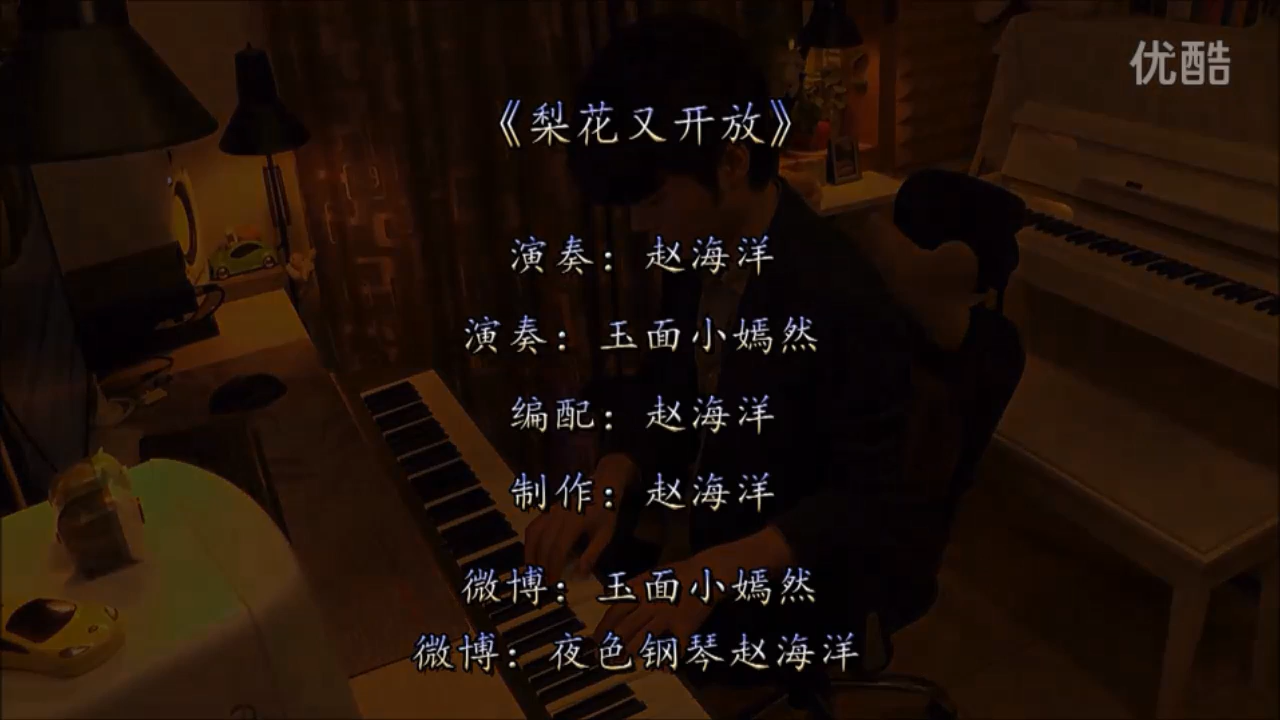 优酷
《梨花又开放》
演奏：赵海洋
演奏：玉面小嫣然
编配：赵海洋
制作：赵海洋
微博：玉面小嫣然
微博：夜色钢琴赵海洋